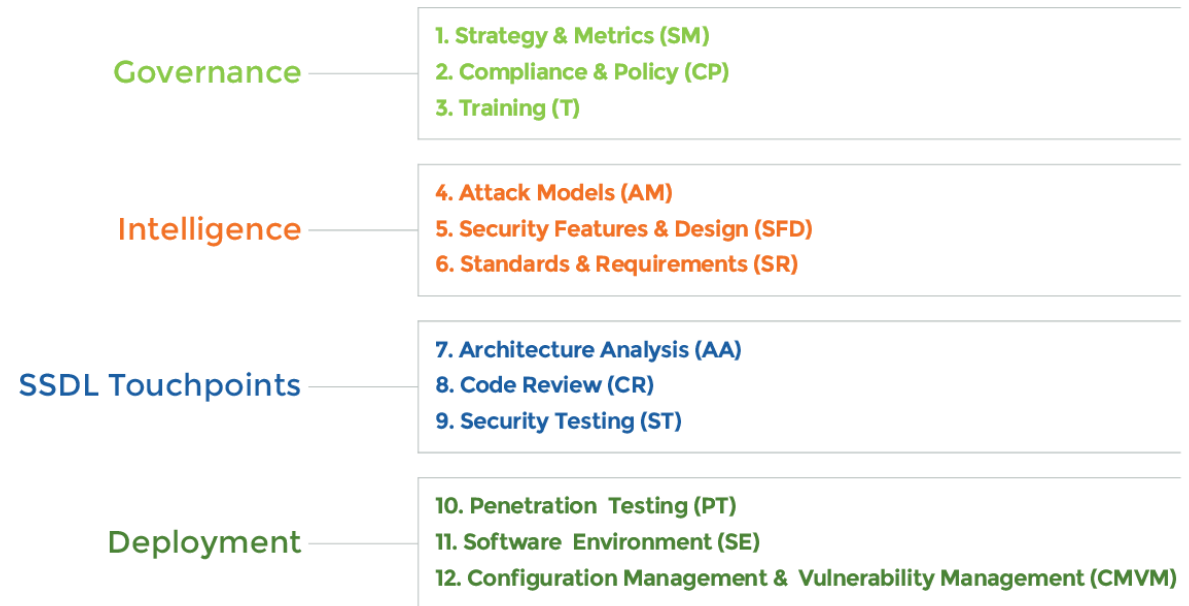 Governance
1. Strategy & Metrics (SM)
2. Compliance & Policy (CP)
3. Training (T)
Intelligence
4. Attack Models (AM)
5. Security Features & Design (SFD)
6. Standards & Requirements (SR)
SSDL Touchpoints
7. Architecture Analysis (AA)
8. Code Review (CR)
9. Security Testing (ST)
Deployment
10. Penetration Testing (PT)
11. Software Environment (SE)
12. Configuration Management & Vulnerability Management (CMVM)